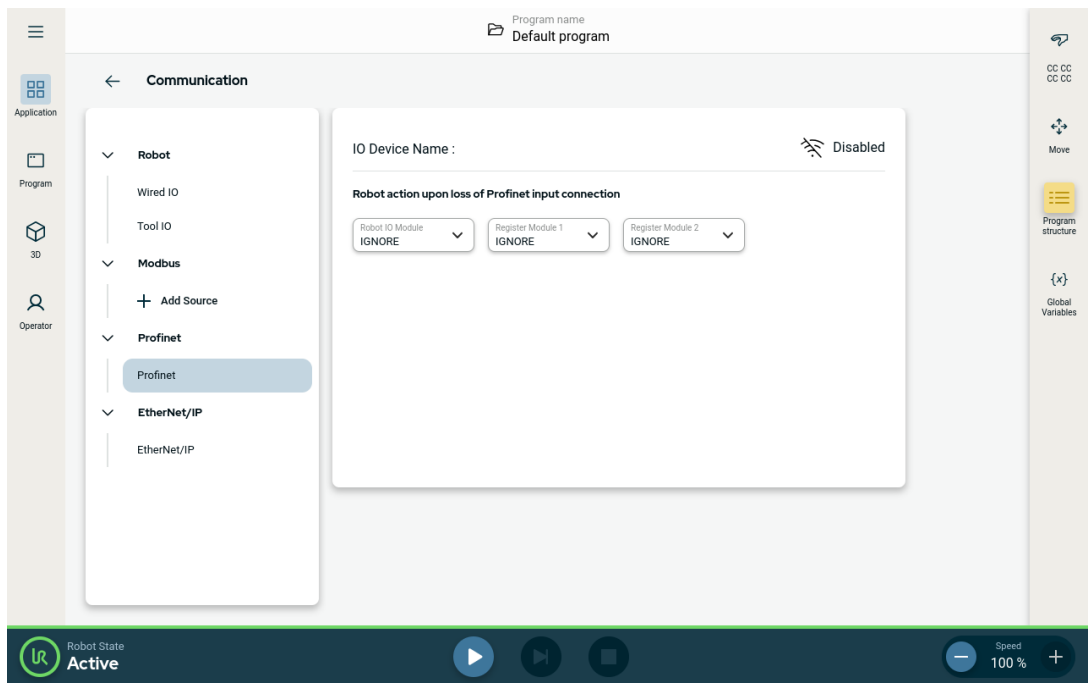 Program name
Default program
Application
Program
3D
Operator
Communication
Robot
Wired IO
Tool IO
Modbus
Add Source
Profinet
Profinet
EtherNet/IP
EtherNet/IP
IO Device Name :
Disabled
Robot action upon loss of Profinet input connection
Robot IO Module
IGNORE
Register Module 1
IGNORE
Register Module 2
IGNORE
CC CC
CC CC
Move
Program
structure
{x}
Global
Variables
UR
Robot State
Active
Speed
100 %